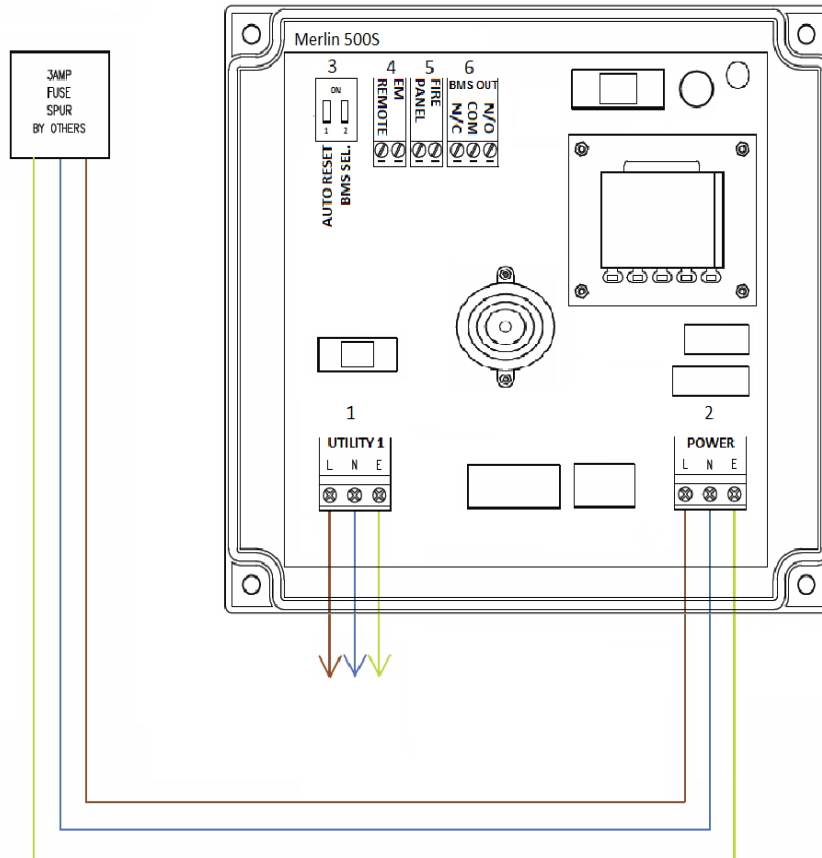 Merlin 500S
3AMP
FUSE
SPUR
BY OTHERS
3
4
5
6
ON
1 2
AUTO RESET
BMS SEL.
REMOTE
EM
PANEL
FIRE
BMS OUT
N/C
COM
N/O
1
UTILITY 1
L N E
2
POWER
L N E